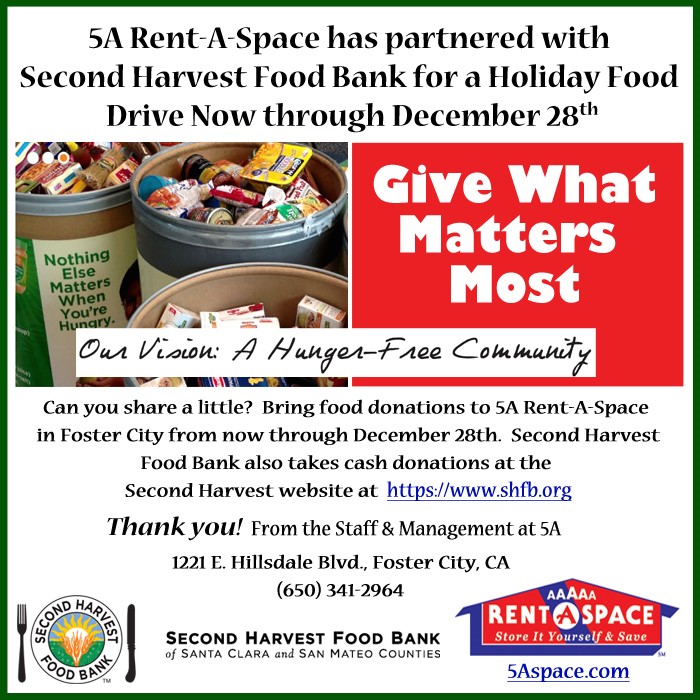 5A Rent-A-Space has partnered with
Second Harvest Food Bank for a Holiday Food
Drive Now through December 28th
Nothing
Else
Matters
When
You're
Hungry.
Give What
Matters
Most
Our Vision: A Hunger-Free Community
Can you share a little? Bring food donations to 5A Rent-A-Space
in Foster City from now through December 28th. Second Harvest
Food Bank also takes cash donations at the
Second Harvest website at https://www.shfb.org
Thank you! From the Staff & Management at 5A
1221 E. Hillsdale Blvd., Foster City, CA
(650) 341-2964
SECOND HARVEST
FOOD BANK
TM
SECOND HARVEST FOOD BANK
of SANTA CLARA and SAN MATEO COUNTIES
AAAAA
RENT A SPACE
Store It Yourself & Save
SM
5Aspace.com